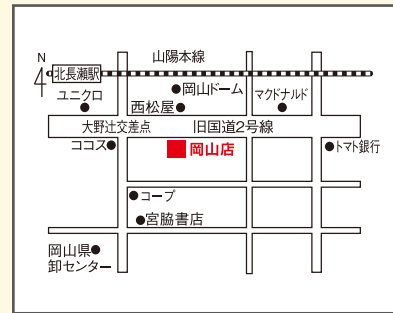 N
山陽本線
北長瀬駅
岡山ドーム
ユニクロ
マクドナルド
西松屋
大野辻交差点
旧国道2号線
ココス
岡山店
トマト銀行
コープ
宮脇書店
岡山県
卸センター